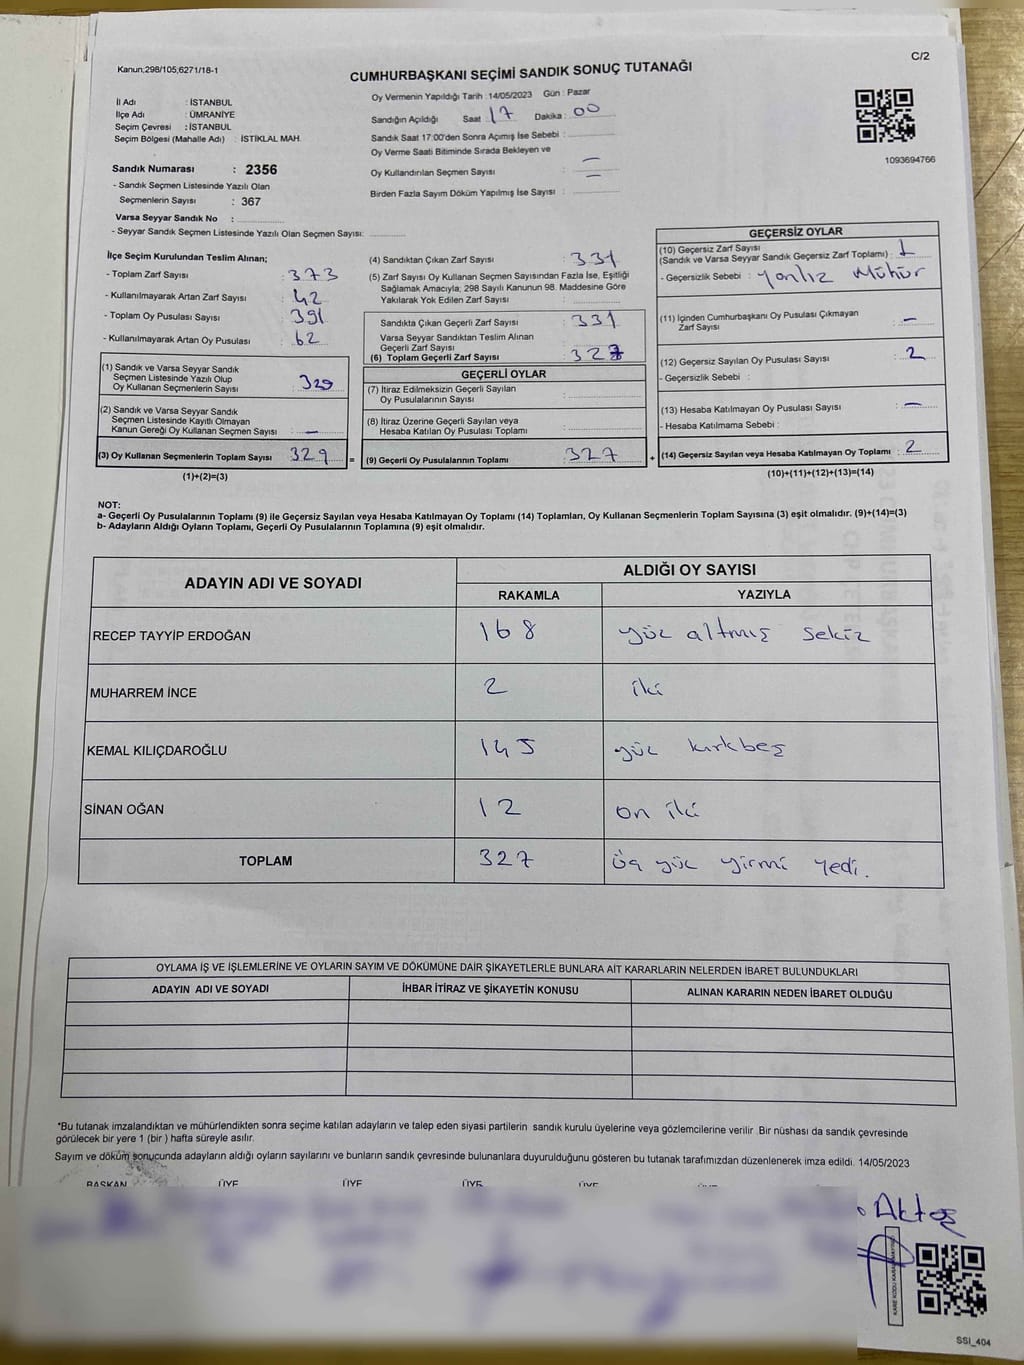 C/2
Kanun;298/105;6271/18-1
CUMHURBAŞKANI SEÇİMİ SANDIK SONUÇ TUTANAĞI
İl Adı : İSTANBUL
İlçe Adı : ÜMRANİYE
Seçim Çevresi : İSTANBUL
Seçim Bölgesi (Mahalle Adı) : İSTİKLAL MAH.
Sandık Numarası : 2356
- Sandık Seçmen Listesinde Yazılı Olan
Seçmenlerin Sayısı : 367
Varsa Seyyar Sandık No :
- Seyyar Sandık Seçmen Listesinde Yazılı Olan Seçmen Sayısı:
Oy Vermenin Yapıldığı Tarih :14/05/2023 Gün : Pazar
Sandığın Açıldığı Saat : 17 Dakika : 00
Sandık Saat 17:00'den Sonra Açımış İse Sebebi :
Oy Verme Saati Bitiminde Sırada Bekleyen ve
Oy Kullandırılan Seçmen Sayısı :
Birden Fazla Sayım Döküm Yapılmış İse Sayısı :
1093694766
İlçe Seçim Kurulundan Teslim Alınan;
- Toplam Zarf Sayısı : 373
- Kullanılmayarak Artan Zarf Sayısı : 42
- Toplam Oy Pusulası Sayısı : 391
- Kullanılmayarak Artan Oy Pusulası : 62
(1) Sandık ve Varsa Seyyar Sandık
Seçmen Listesinde Yazılı Olup
Oy Kullanan Seçmenlerin Sayısı : 329
(2) Sandık ve Varsa Seyyar Sandık
Seçmen Listesinde Kayıtlı Olmayan
Kanun Gereği Oy Kullanan Seçmen Sayısı : –
(3) Oy Kullanan Seçmenlerin Toplam Sayısı : 329
(1)+(2)=(3)
(4) Sandıktan Çıkan Zarf Sayısı : 331
(5) Zarf Sayısı Oy Kullanan Seçmen Sayısından Fazla İse, Eşitliği
Sağlamak Amacıyla; 298 Sayılı Kanunun 98. Maddesine Göre
Yakılarak Yok Edilen Zarf Sayısı :
Sandıkta Çıkan Geçerli Zarf Sayısı : 331
Varsa Seyyar Sandıktan Teslim Alınan
Geçerli Zarf Sayısı :
(6) Toplam Geçerli Zarf Sayısı : 327
GEÇERLİ OYLAR
(7) İtiraz Edilmeksizin Geçerli Sayılan
Oy Pusulalarının Sayısı :
(8) İtiraz Üzerine Geçerli Sayılan veya
Hesaba Katılan Oy Pusulası Toplamı :
= (9) Geçerli Oy Pusulalarının Toplamı : 327
GEÇERSİZ OYLAR
(10) Geçersiz Zarf Sayısı
(Sandık ve Varsa Seyyar Sandık Geçersiz Zarf Toplamı) : 1
- Geçersizlik Sebebi : Yanlız Mühür
(11) İçinden Cumhurbaşkanı Oy Pusulası Çıkmayan
Zarf Sayısı : –
(12) Geçersiz Sayılan Oy Pusulası Sayısı : 2
- Geçersizlik Sebebi :
(13) Hesaba Katılmayan Oy Pusulası Sayısı : –
- Hesaba Katılmama Sebebi :
+ (14) Geçersiz Sayılan veya Hesaba Katılmayan Oy Toplamı : 2
(10)+(11)+(12)+(13)=(14)
NOT:
a- Geçerli Oy Pusulalarının Toplamı (9) ile Geçersiz Sayılan veya Hesaba Katılmayan Oy Toplamı (14) Toplamları, Oy Kullanan Seçmenlerin Toplam Sayısına (3) eşit olmalıdır. (9)+(14)=(3)
b- Adayların Aldığı Oyların Toplamı, Geçerli Oy Pusulalarının Toplamına (9) eşit olmalıdır.
ADAYIN ADI VE SOYADI ALDIĞI OY SAYISI
RAKAMLA YAZIYLA
RECEP TAYYİP ERDOĞAN 168 yüz altmış sekiz
MUHARREM İNCE 2 iki
KEMAL KILIÇDAROĞLU 145 yüz kırkbeş
SİNAN OĞAN 12 on iki
TOPLAM 327 üç yüz yirmi yedi.
OYLAMA İŞ VE İŞLEMLERİNE VE OYLARIN SAYIM VE DÖKÜMÜNE DAİR ŞİKAYETLERLE BUNLARA AİT KARARLARIN NELERDEN İBARET BULUNDUKLARI
ADAYIN ADI VE SOYADI İHBAR İTİRAZ VE ŞİKAYETİN KONUSU ALINAN KARARIN NEDEN İBARET OLDUĞU
*Bu tutanak imzalandıktan ve mühürlendikten sonra seçime katılan adayların ve talep eden siyasi partilerin sandık kurulu üyelerine veya gözlemcilerine verilir. Bir nüshası da sandık çevresinde
görülecek bir yere 1 (bir) hafta süreyle asılır.
Sayım ve döküm sonucunda adayların aldığı oyların sayılarını ve bunların sandık çevresinde bulunanlara duyurulduğunu gösteren bu tutanak tarafımızdan düzenlenerek imza edildi. 14/05/2023
BAŞKAN ÜYE ÜYE ÜYE ÜYE
Aktaş
SSI_404